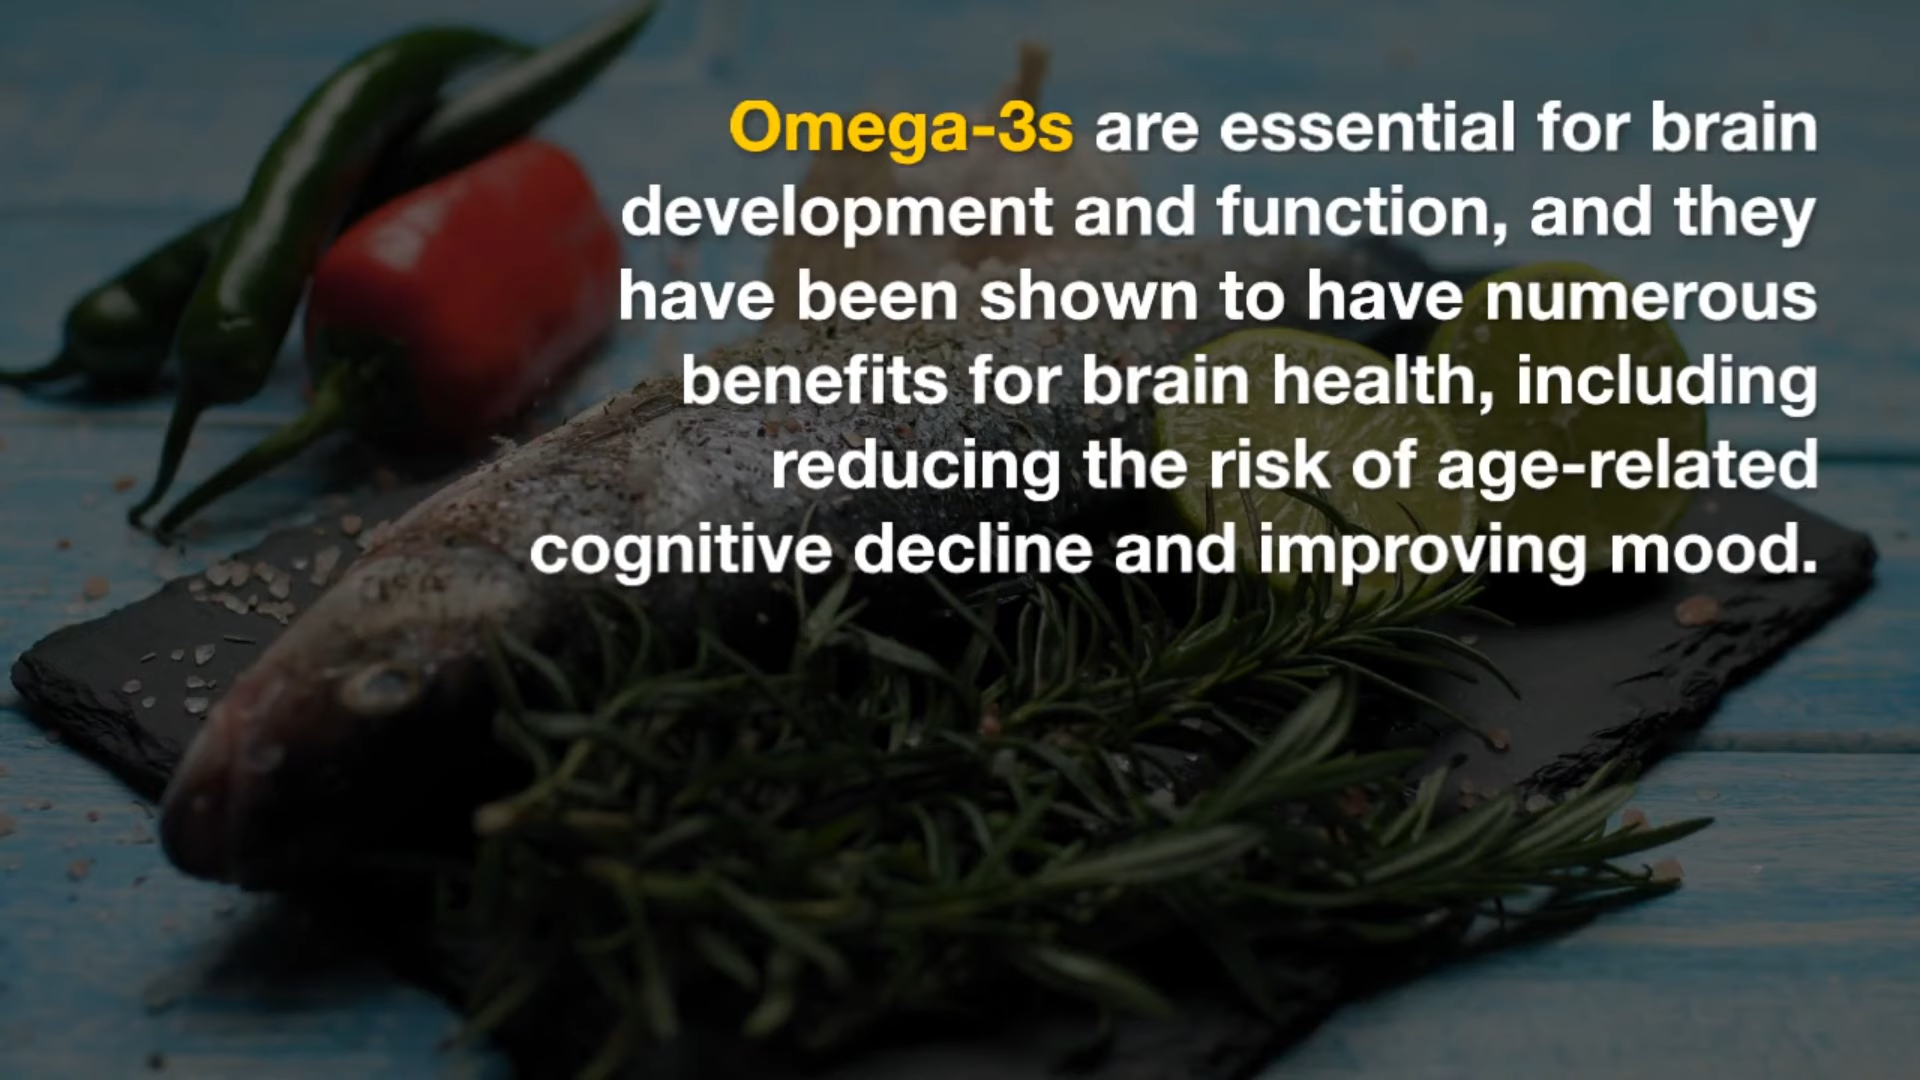 Omega-3s are essential for brain
development and function, and they
have been shown to have numerous
benefits for brain health, including
reducing the risk of age-related
cognitive decline and improving mood.